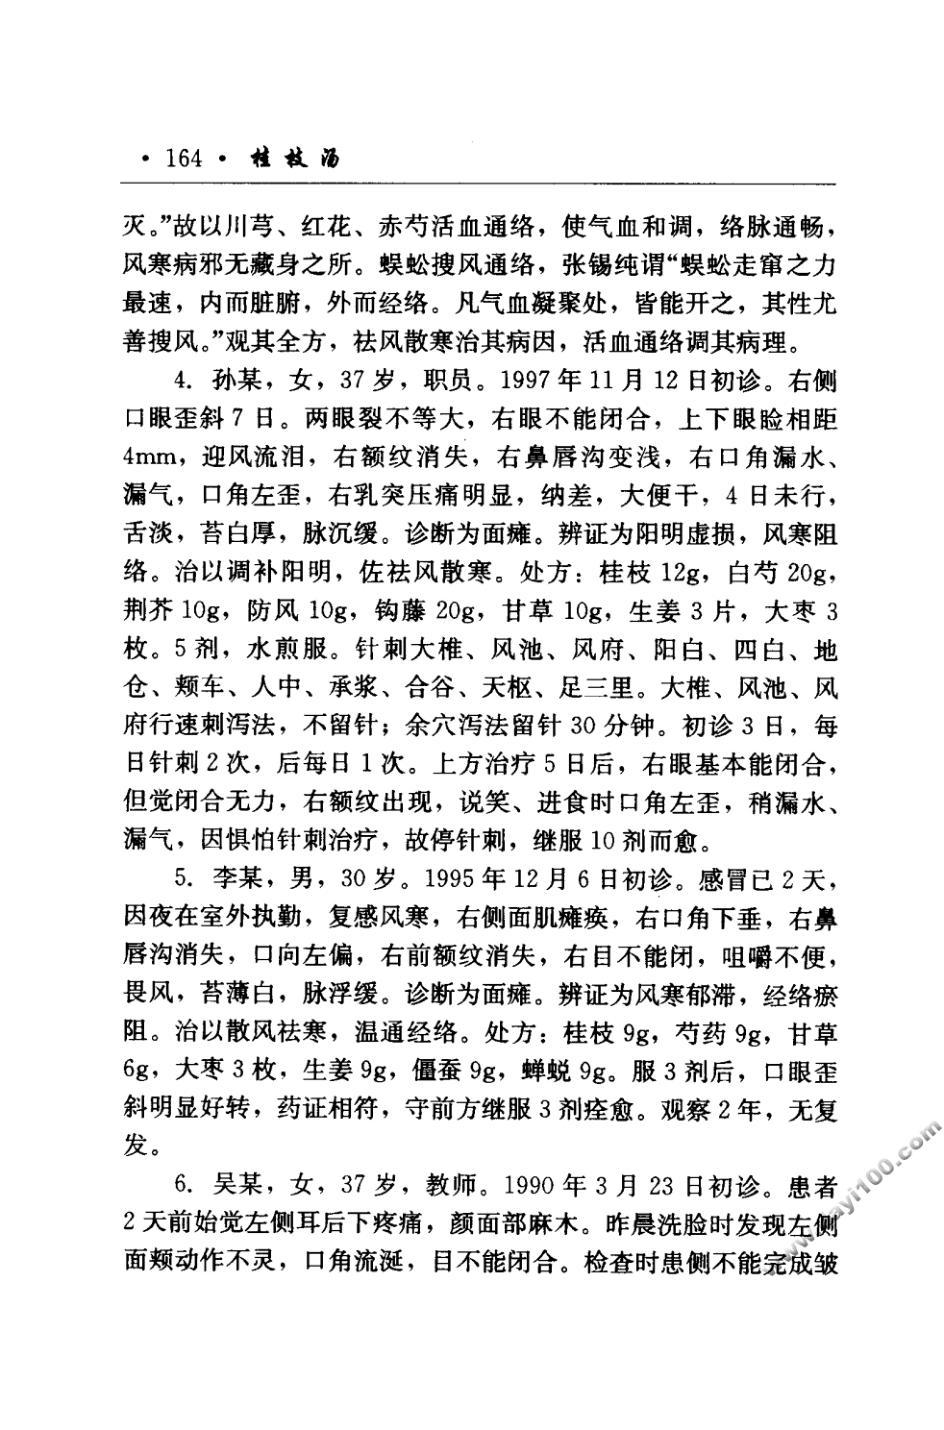 ·164· 桂枝汤
灭。”故以川芎、红花、赤芍活血通络，使气血和调，络脉通畅，
风寒病邪无藏身之所。蜈蚣搜风通络，张锡纯谓“蜈蚣走窜之力
最速，内而脏腑，外而经络。凡气血凝聚处，皆能开之，其性尤
善搜风。”观其全方，祛风散寒治其病因，活血通络调其病理。
4. 孙某，女，37岁，职员。1997年11月12日初诊。右侧
口眼歪斜7日。两眼裂不等大，右眼不能闭合，上下眼睑相距
4mm，迎风流泪，右额纹消失，右鼻唇沟变浅，右口角漏水、
漏气，口角左歪，右乳突压痛明显，纳差，大便干，4日未行，
舌淡，苔白厚，脉沉缓。诊断为面瘫。辨证为阳明虚损，风寒阻
络。治以调补阳明，佐祛风散寒。处方：桂枝12g，白芍20g，
荆芥10g，防风10g，钩藤20g，甘草10g，生姜3片，大枣3
枚。5剂，水煎服。针刺大椎、风池、风府、阳白、四白、地
仓、颊车、人中、承浆、合谷、天枢、足三里。大椎、风池、风
府行速刺泻法，不留针；余穴泻法留针30分钟。初诊3日，每
日针刺2次，后每日1次。上方治疗5日后，右眼基本能闭合，
但觉闭合无力，右额纹出现，说笑、进食时口角左歪，稍漏水、
漏气，因惧怕针刺治疗，故停针刺，继服10剂而愈。
5. 李某，男，30岁。1995年12月6日初诊。感冒已2天，
因夜在室外执勤，复感风寒，右侧面肌瘫痪，右口角下垂，右鼻
唇沟消失，口向左偏，右前额纹消失，右目不能闭，咀嚼不便，
畏风，苔薄白，脉浮缓。诊断为面瘫。辨证为风寒郁滞，经络瘀
阻。治以散风祛寒，温通经络。处方：桂枝9g，芍药9g，甘草
6g，大枣3枚，生姜9g，僵蚕9g，蝉蜕9g。服3剂后，口眼歪
斜明显好转，药证相符，守前方继服3剂痊愈。观察2年，无复
发。
6. 吴某，女，37岁，教师。1990年3月23日初诊。患者
2天前始觉左侧耳后下疼痛，颜面部麻木。昨晨洗脸时发现左侧
面颊动作不灵，口角流涎，目不能闭合。检查时患侧不能完成皱